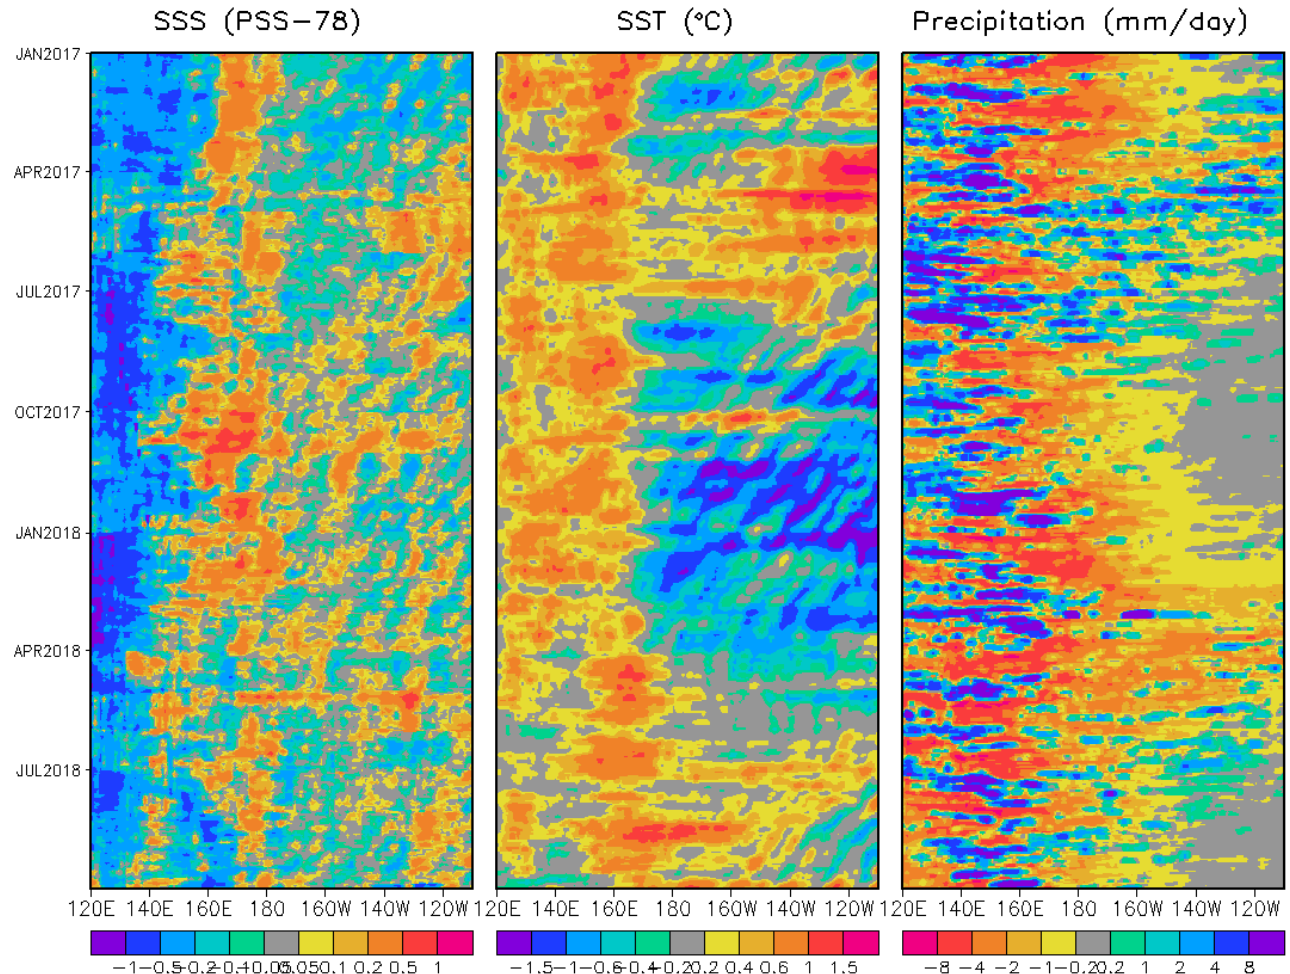 SSS (PSS-78) SST (°C) Precipitation (mm/day)
JAN2017
APR2017
JUL2017
OCT2017
JAN2018
APR2018
JUL2018
120E 140E 160E 180 160W 140W 120W 120E 140E 160E 180 160W 140W 120W 120E 140E 160E 180 160W 140W 120W
-1 -0.5 -0.2 -0.1 -0.05 0.05 0.1 0.2 0.5 1 -1.5 -1 -0.6 -0.4 -0.2 0.2 0.4 0.6 1 1.5 -8 -4 -2 -1 -0.2 0.2 1 2 4 8